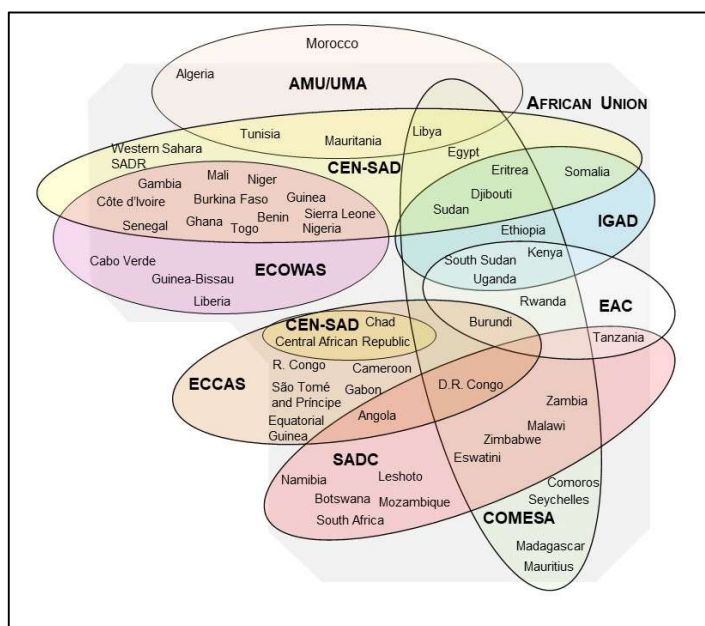 Morocco
Algeria
AMU/UMA
AFRICAN UNION
Tunisia
Mauritania
Libya
Western Sahara
SADR
CEN-SAD
Egypt
Eritrea
Somalia
Mali
Niger
Gambia
Burkina Faso
Guinea
Djibouti
Côte d'Ivoire
Sudan
Senegal
Ghana
Togo
Benin
Sierra Leone
Nigeria
Ethiopia
IGAD
Kenya
South Sudan
Uganda
Cabo Verde
ECOWAS
Guinea-Bissau
Liberia
Rwanda
EAC
CEN-SAD
Chad
Burundi
Central African Republic
Tanzania
R. Congo
Cameroon
ECCAS
São Tomé
and Príncipe
Gabon
D.R. Congo
Equatorial
Guinea
Angola
Zambia
Malawi
Zimbabwe
SADC
Eswatini
Namibia
Leshoto
Botswana
Mozambique
South Africa
Comoros
Seychelles
COMESA
Madagascar
Mauritius